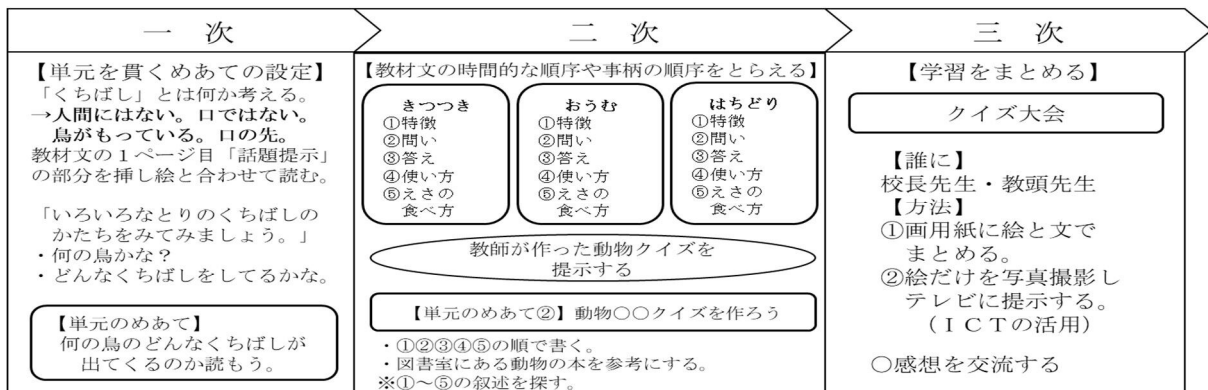 一 次
【単元を貫くめあての設定】
「くちばし」とは何か考える。
→人間にはない。口ではない。
鳥がもっている。口の先。
教材文の１ページ目「話題提示」
の部分を挿し絵と合わせて読む。
「いろいろなとりのくちばしの
かたちをみてみましょう。」
・何の鳥かな？
・どんなくちばしをしてるかな。
【単元のめあて】
何の鳥のどんなくちばしが
出てくるのか読もう。
二 次
【教材文の時間的な順序や事柄の順序をとらえる】
きつつき
①特徴
②問い
③答え
④使い方
⑤えさの
食べ方
おうむ
①特徴
②問い
③答え
④使い方
⑤えさの
食べ方
はちどり
①特徴
②問い
③答え
④使い方
⑤えさの
食べ方
教師が作った動物クイズを
提示する
【単元のめあて②】動物○○クイズを作ろう
・①②③④⑤の順で書く。
・図書室にある動物の本を参考にする。
※①～⑤の叙述を探す。
三 次
【学習をまとめる】
クイズ大会
【誰に】
校長先生・教頭先生
【方法】
①画用紙に絵と文で
まとめる。
②絵だけを写真撮影し
テレビに提示する。
（ＩＣＴの活用）
○感想を交流する